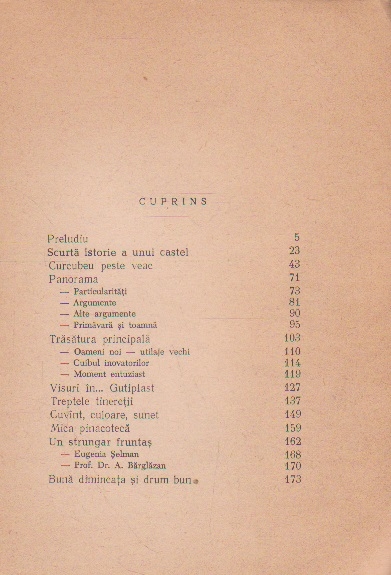 CUPRINS
Preludiu 5
Scurtă istorie a unui castel 23
Curcubeu peste veac 43
Panorama 71
— Particularități 73
— Argumente 81
— Alte argumente 90
— Primăvară și toamnă 95
Trăsătura principală 103
— Oameni noi — utilaje vechi 110
— Cuibul inovatorilor 114
— Moment entuziast 119
Visuri în... Gutiplast 127
Treptele tinereții 137
Cuvînt, culoare, sunet 149
Mica pinacotecă 159
Un strungar fruntaș 162
— Eugenia Șelman 168
— Prof. Dr. A. Bărglăzan 170
Bună dimineața și drum bun 173